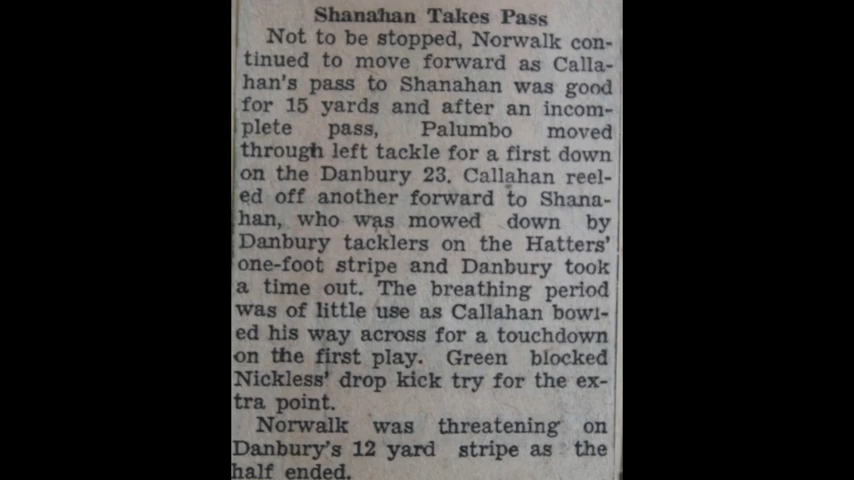 Shanahan Takes Pass
Not to be stopped, Norwalk con-
tinued to move forward as Calla-
han's pass to Shanahan was good
for 15 yards and after an incom-
plete pass, Palumbo moved
through left tackle for a first down
on the Danbury 23. Callahan reel-
ed off another forward to Shana-
han, who was mowed down by
Danbury tacklers on the Hatters'
one-foot stripe and Danbury took
a time out. The breathing period
was of little use as Callahan bowl-
ed his way across for a touchdown
on the first play. Green blocked
Nickless' drop kick try for the ex-
tra point.
Norwalk was threatening on
Danbury's 12 yard stripe as the
half ended.